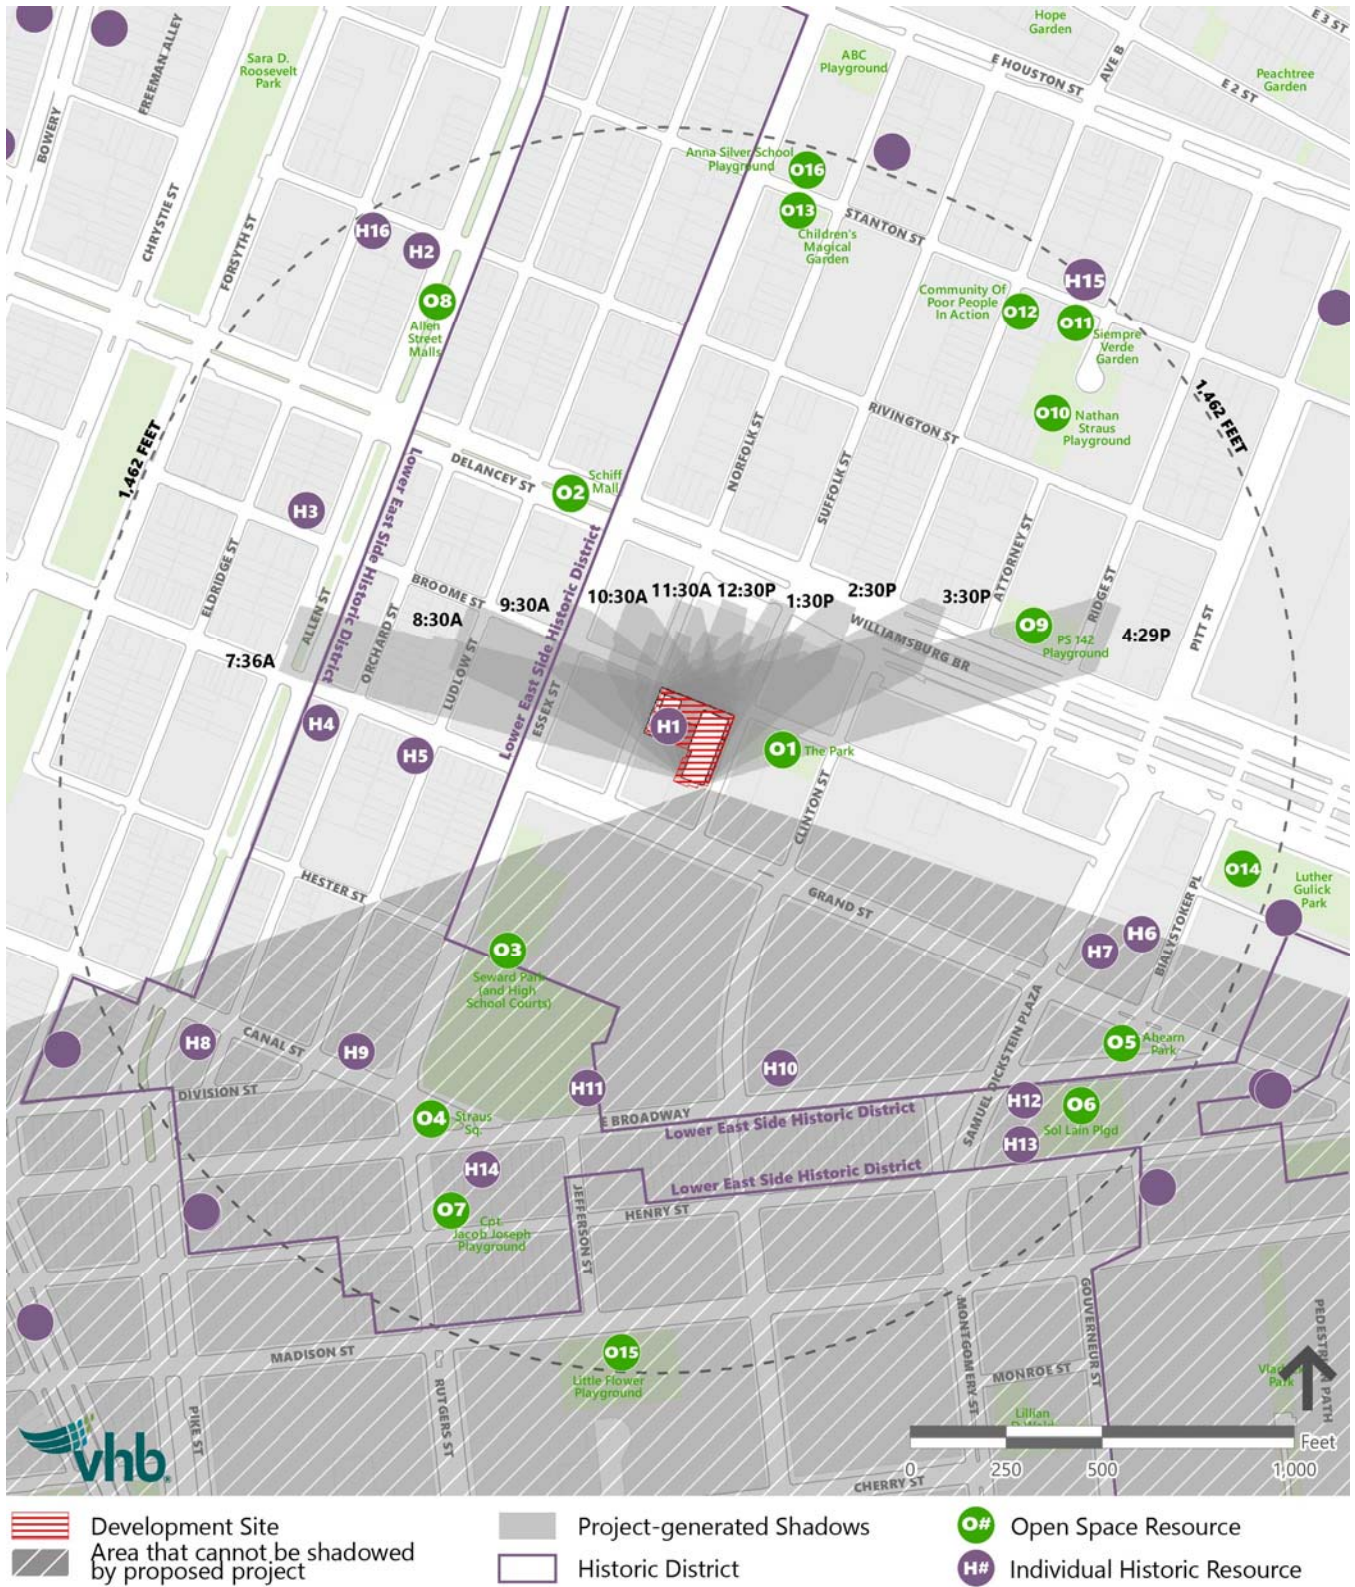 Hope
Garden
E 3 ST
FREEMAN ALLEY
Sara D.
Roosevelt
Park
ABC
Playground
E HOUSTON ST
AVE B
E 2 ST
Peachtree
Garden
BOWERY
Anna Silver School
Playground
O16
CHRYSTIE ST
FORSYTH ST
H16
H2
O13
Children's
Magical
Garden
STANTON ST
H15
O8
Allen
Street
Malls
Community Of
Poor People
In Action
O12
O11
Siempre
Verde
Garden
1,462 FEET
1,462 FEET
O10
Nathan
Straus
Playground
RIVINGTON ST
NORFOLK ST
SUFFOLK ST
DELANCEY ST
O2
Schiff
Mall
H3
Lower East Side Historic District
Lower East Side Historic District
ELDRIDGE ST
ALLEN ST
ORCHARD ST
LUDLOW ST
BROOME ST
ESSEX ST
ATTORNEY ST
RIDGE ST
PITT ST
7:36A
8:30A
9:30A
10:30A
11:30A
12:30P
1:30P
2:30P
3:30P
4:29P
WILLIAMSBURG BR
O9
PS 142
Playground
H4
H5
H1
O1
The Park
CLINTON ST
HESTER ST
GRAND ST
O14
Luther
Gulick
Park
BIALYSTOKER PL
H6
H7
O3
Seward Park
(and High
School Courts)
SAMUEL DICKSTEIN PLAZA
H8
CANAL ST
H9
O5
Ahearn
Park
H10
H11
DIVISION ST
O4
Straus
Sq.
E BROADWAY
Lower East Side Historic District
H12
O6
Sol Lain Plgd
H13
H14
Lower East Side Historic District
O7
Cpt.
Jacob Joseph
Playground
JEFFERSON ST
HENRY ST
GOUVERNEUR ST
MONTGOMERY ST
MADISON ST
O15
Little Flower
Playground
MONROE ST
PEDESTRI
PATH
Park
RUTGERS ST
PIKE ST
Lillian
vhb
Feet
0
250
500
1,000
CHERRY ST
Development Site
Area that cannot be shadowed
by proposed project
Project-generated Shadows
Historic District
O#
Open Space Resource
H#
Individual Historic Resource